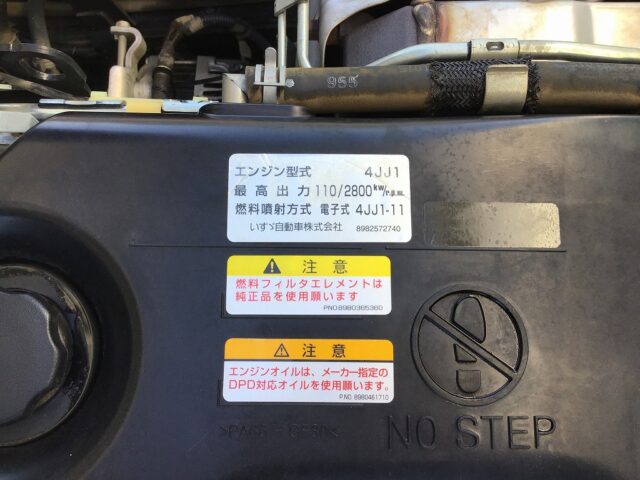 955
エンジン型式 4JJ1
最高出力 110/2800kw/r.p.m.
燃料噴射方式 電子式 4JJ1-11
いすゞ自動車株式会社 8982572740
注意
燃料フィルタエレメントは
純正品を使用願います
P.NO.8980365360
注意
エンジンオイルは、メーカー指定の
DPD対応オイルを使用願います。
P.NO. 8980461710
NO STEP